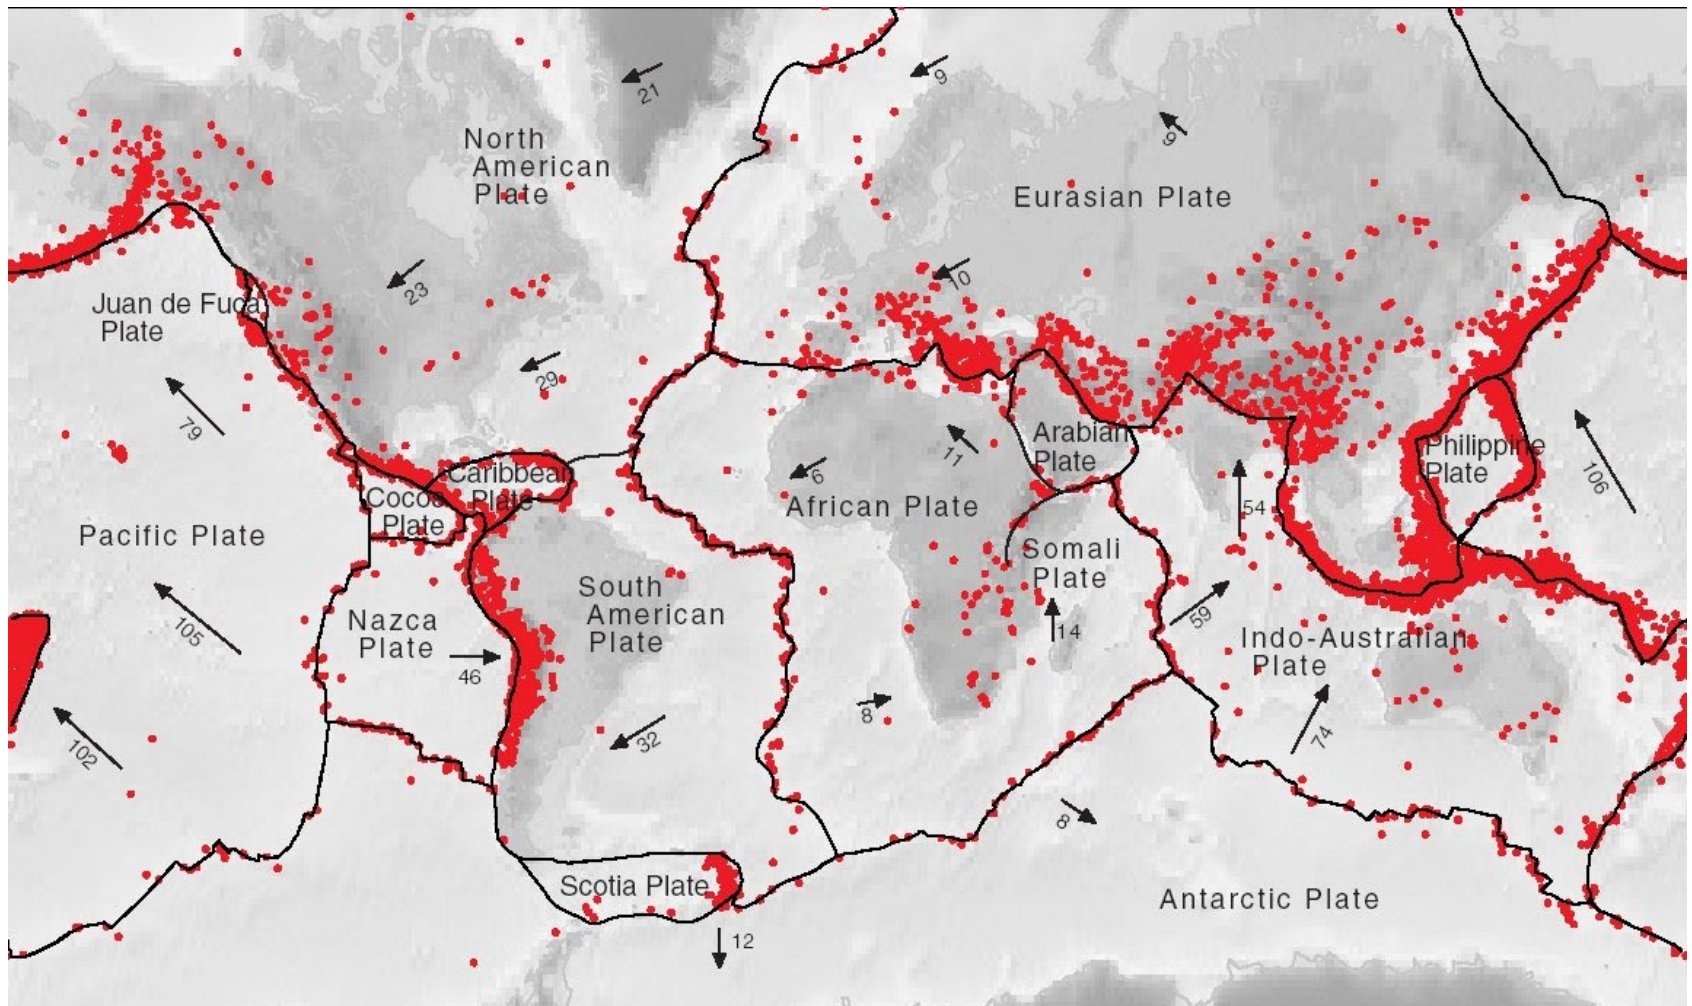 9
21
9
9
North
American
Plate
Eurasian Plate
10
23
Juan de Fuca
Plate
29
79
Arabian
Plate
Philippine
Plate
11
Caribbean
Plate
6
106
Cocos
Plate
African Plate
54
Pacific Plate
Somali
Plate
South
American
Plate
59
Nazca
Plate
105
14
Indo-Australian
Plate
46
8
32
74
102
8
Scotia Plate
Antarctic Plate
12